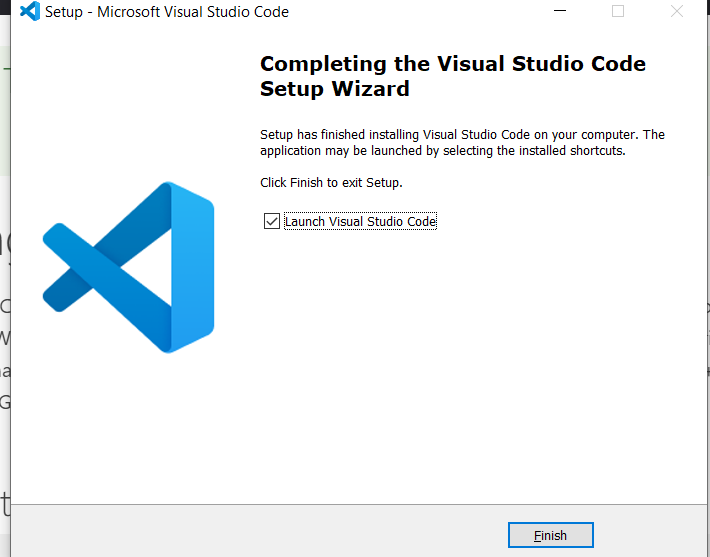 Setup - Microsoft Visual Studio Code
Completing the Visual Studio Code
Setup Wizard
Setup has finished installing Visual Studio Code on your computer. The
application may be launched by selecting the installed shortcuts.
Click Finish to exit Setup.
Launch Visual Studio Code
Finish